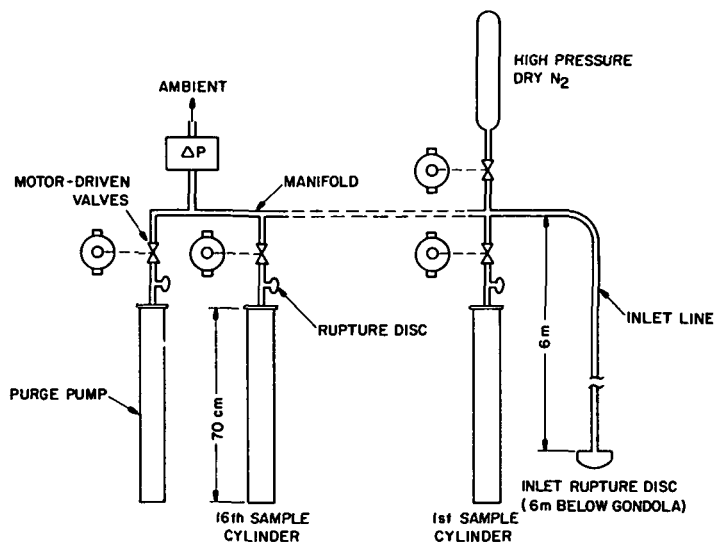 HIGH PRESSURE
DRY N₂
AMBIENT
ΔP
MOTOR-DRIVEN
VALVES
MANIFOLD
RUPTURE DISC
INLET LINE
6m
PURGE PUMP
70 cm
16th SAMPLE
CYLINDER
1st SAMPLE
CYLINDER
INLET RUPTURE DISC
(6m BELOW GONDOLA)